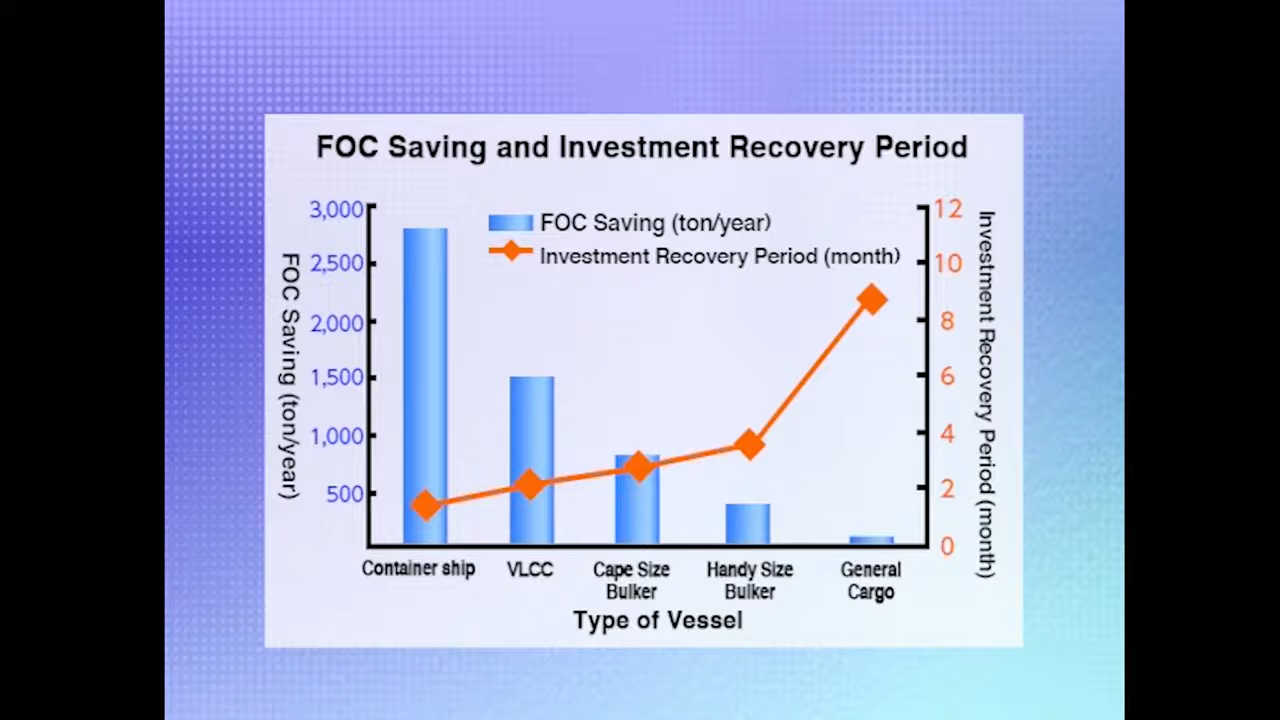 FOC Saving and Investment Recovery Period
FOC Saving (ton/year)
Investment Recovery Period (month)
3,000
2,500
2,000
1,500
1,000
500
FOC Saving (ton/year)
12
10
8
6
4
2
0
Investment Recovery Period (month)
Container ship
VLCC
Cape Size
Bulker
Handy Size
Bulker
General
Cargo
Type of Vessel